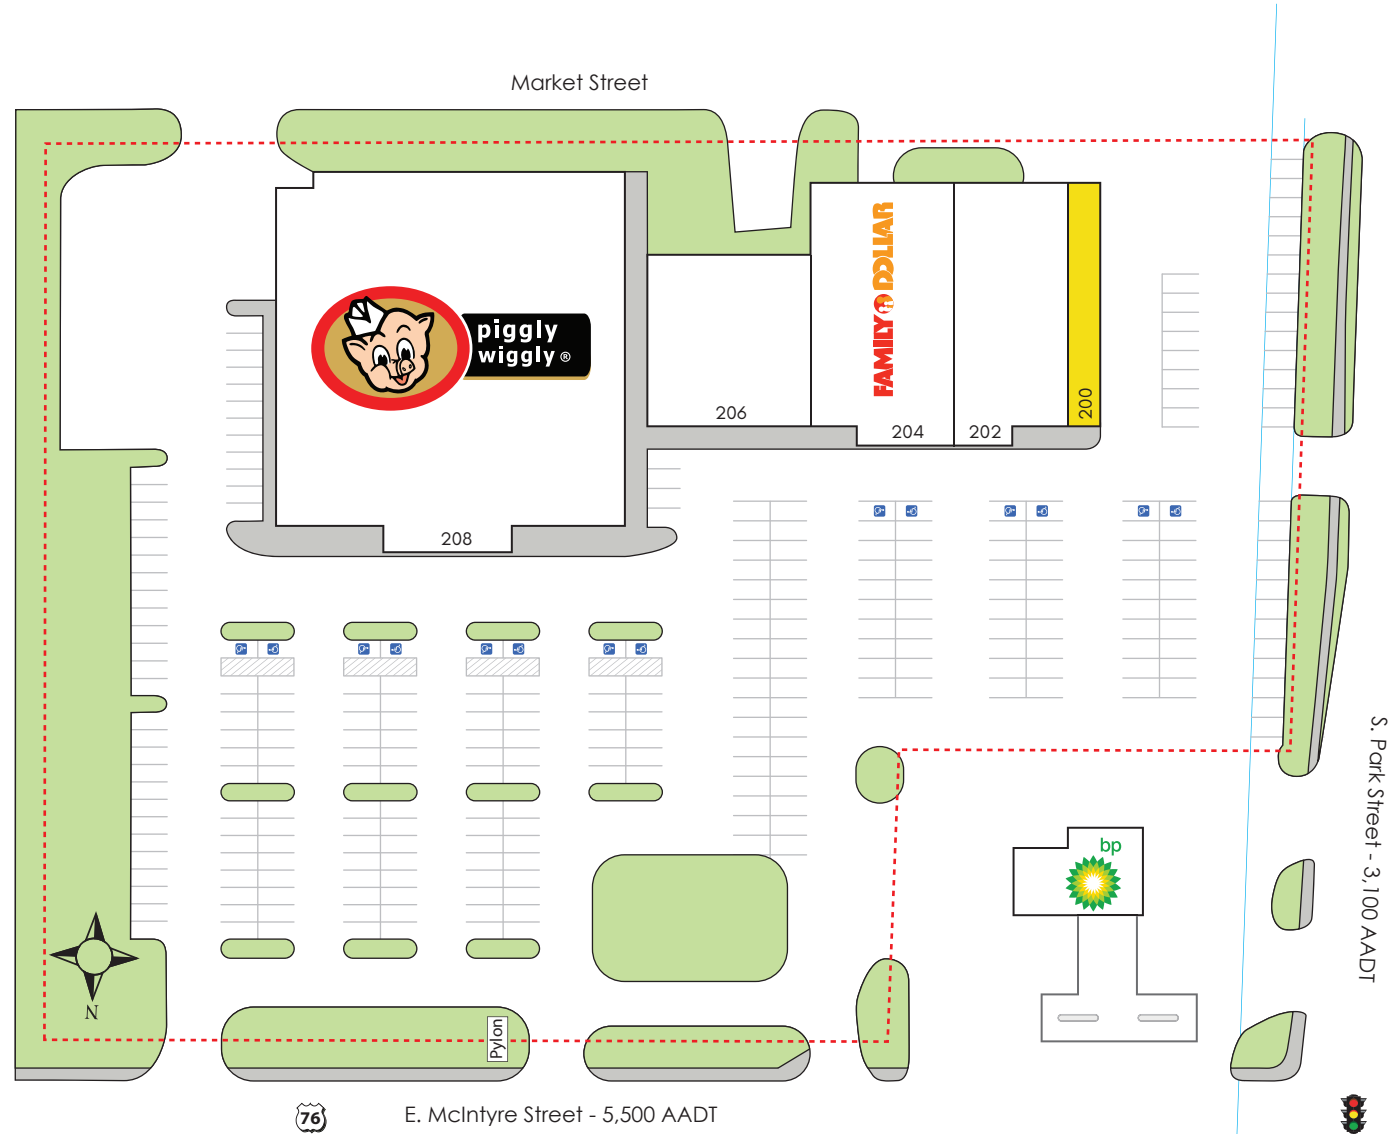 Market Street
piggly
wiggly ®
FAMILY DOLLAR
206
204
202
200
208
S. Park Street - 3,100 AADT
bp
N
Pylon
76
E. McIntyre Street - 5,500 AADT